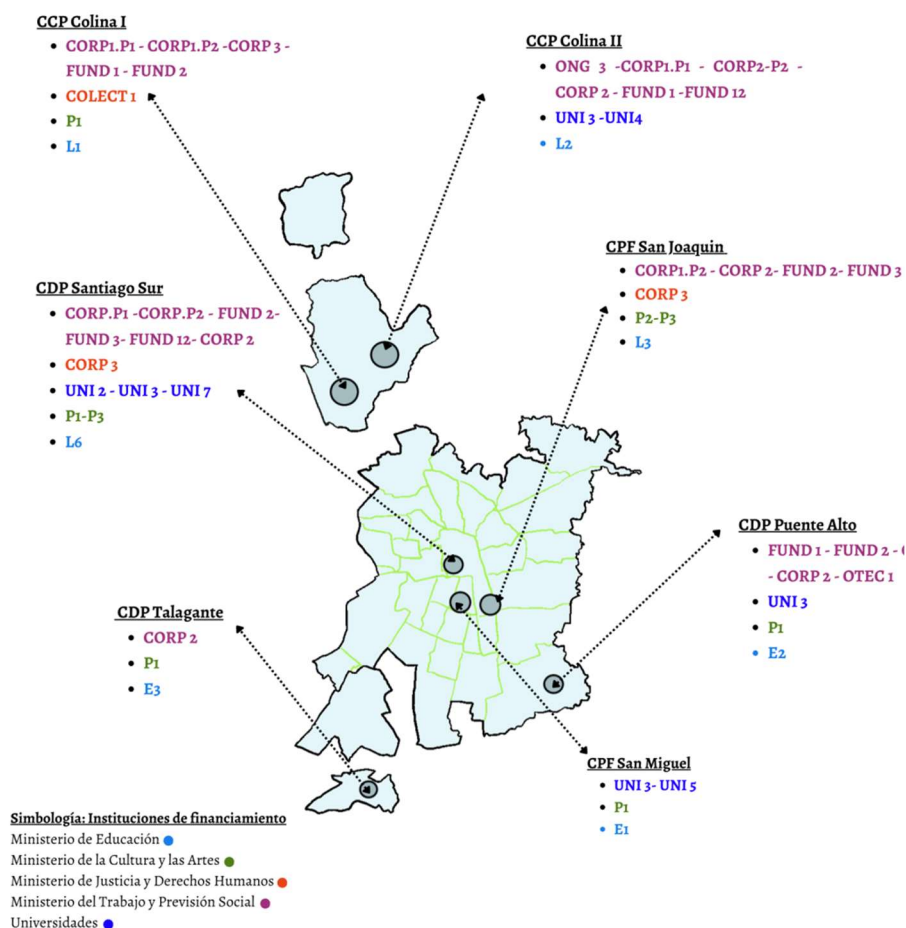 CCP Colina I
CORP1.P1 - CORP1.P2 -CORP 3 -
FUND 1 - FUND 2
COLECT 1
P1
L1
CCP Colina II
ONG 3 -CORP1.P1 - CORP2-P2 -
CORP 2 - FUND 1 -FUND 12
UNI 3 -UNI4
L2
CPF San Joaquin
CORP1.P2 - CORP 2- FUND 2- FUND 3
CORP 3
P2-P3
L3
CDP Santiago Sur
CORP.P1 -CORP.P2 - FUND 2-
FUND 3- FUND 12- CORP 2
CORP 3
UNI 2 - UNI 3 - UNI 7
P1-P3
L6
CDP Puente Alto
FUND 1 - FUND 2 -
- CORP 2 - OTEC 1
UNI 3
P1
E2
CDP Talagante
CORP 2
P1
E3
CPF San Miguel
UNI 3- UNI 5
P1
E1
Simbología: Instituciones de financiamiento
Ministerio de Educación
Ministerio de la Cultura y las Artes
Ministerio de Justicia y Derechos Humanos
Ministerio del Trabajo y Previsión Social
Universidades